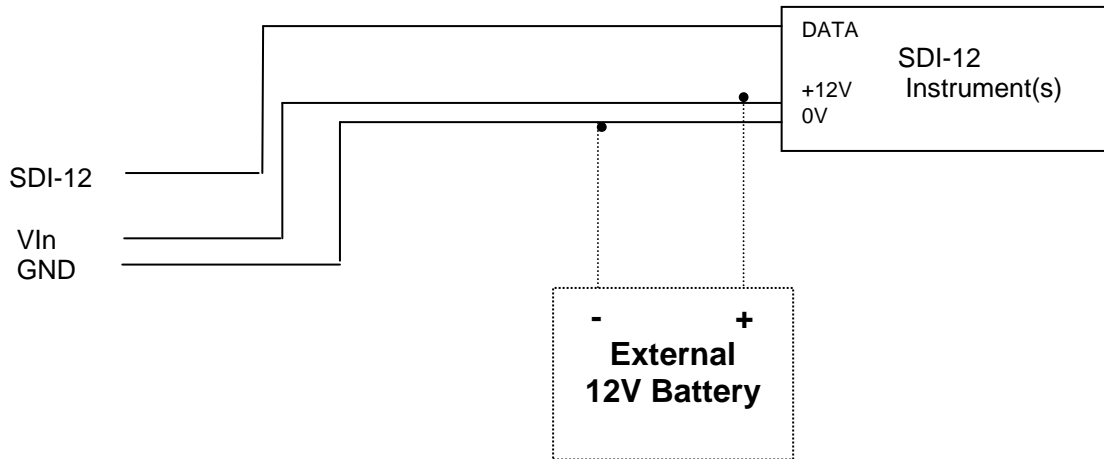 DATA
SDI-12
Instrument(s)
+12V
0V
SDI-12
VIn
GND
- +
External
12V Battery